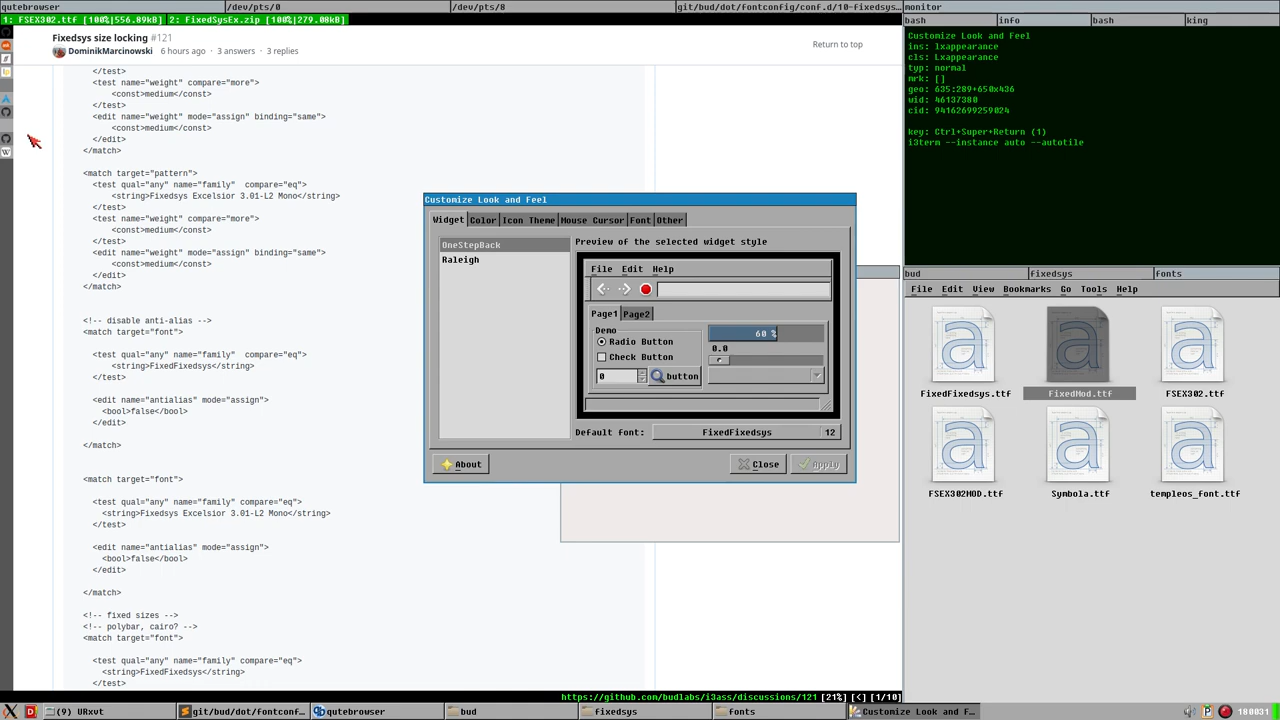 qutebrowser
/dev/pts/0
/dev/pts/8
git/bud/dot/fontconfig/conf.d/10-fixedsys...
monitor
1: FSEX302.ttf [100%|556.89kB]
2: FixedSysEx.zip [100%|279.08kB]
bash
info
bash
king
Fixedsys size locking #121
DominikMarcinowski 6 hours ago · 3 answers · 3 replies
Return to top
</test>
<test name="weight" compare="more">
<const>medium</const>
</test>
<edit name="weight" mode="assign" binding="same">
<const>medium</const>
</edit>
</match>
<match target="pattern">
<test qual="any" name="family"  compare="eq">
<string>Fixedsys Excelsior 3.01-L2 Mono</string>
</test>
<test name="weight" compare="more">
<const>medium</const>
</test>
<edit name="weight" mode="assign" binding="same">
<const>medium</const>
</edit>
</match>
<!-- disable anti-alias -->
<match target="font">
<test qual="any" name="family"  compare="eq">
<string>FixedFixedsys</string>
</test>
<edit name="antialias" mode="assign">
<bool>false</bool>
</edit>
</match>
<match target="font">
<test qual="any" name="family" compare="eq">
<string>Fixedsys Excelsior 3.01-L2 Mono</string>
</test>
<edit name="antialias" mode="assign">
<bool>false</bool>
</edit>
</match>
<!-- fixed sizes -->
<!-- polybar, cairo? -->
<match target="font">
<test qual="any" name="family" compare="eq">
<string>FixedFixedsys</string>
</test>
Customize Look and Feel
Widget
Color
Icon Theme
Mouse Cursor
Font
Other
OneStepBack
Raleigh
Preview of the selected widget style
File
Edit
Help
Page1
Page2
Demo
Radio Button
Check Button
0
button
60 %
0.0
Default font:
FixedFixedsys
12
About
Close
Apply
Customize Look and Feel
ins: lxappearance
cls: Lxappearance
typ: normal
mrk: []
geo: 635:289+650x436
wid: 46137380
cid: 94162699259024
key: Ctrl+Super+Return (1)
i3term --instance auto --autotile
bud
fixedsys
fonts
File
Edit
View
Bookmarks
Go
Tools
Help
FixedFixedsys.ttf
FixedMod.ttf
FSEX302.ttf
FSEX302MOD.ttf
Symbola.ttf
templeos_font.ttf
https://github.com/budlabs/i3ass/discussions/121 [21%] [<] [1/10]
(9) URxvt
git/bud/dot/fontconf...
qutebrowser
bud
fixedsys
fonts
Customize Look and F...
180031